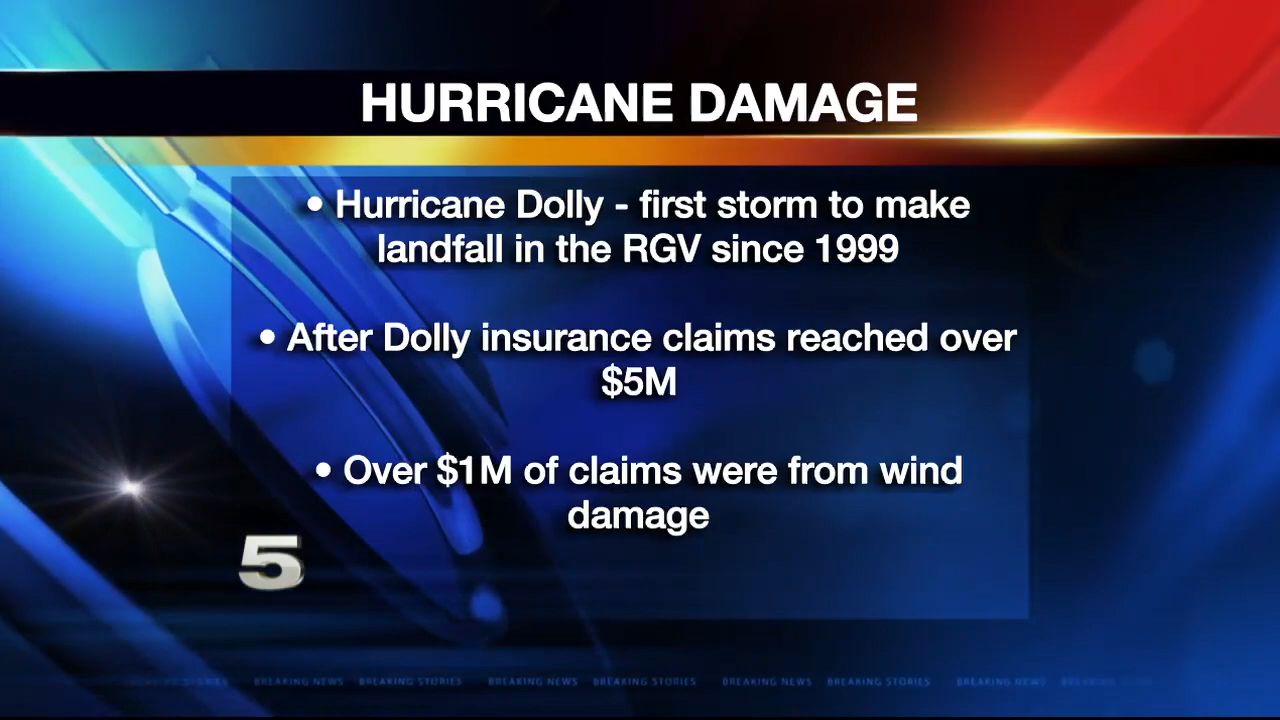 HURRICANE DAMAGE
• Hurricane Dolly - first storm to make
landfall in the RGV since 1999
• After Dolly insurance claims reached over
$5M
• Over $1M of claims were from wind
damage
5
BREAKING NEWS BREAKING STORIES BREAKING NEWS BREAKING STORIES BREAKING NEWS BREAKING STORIES BREAKING NEWS